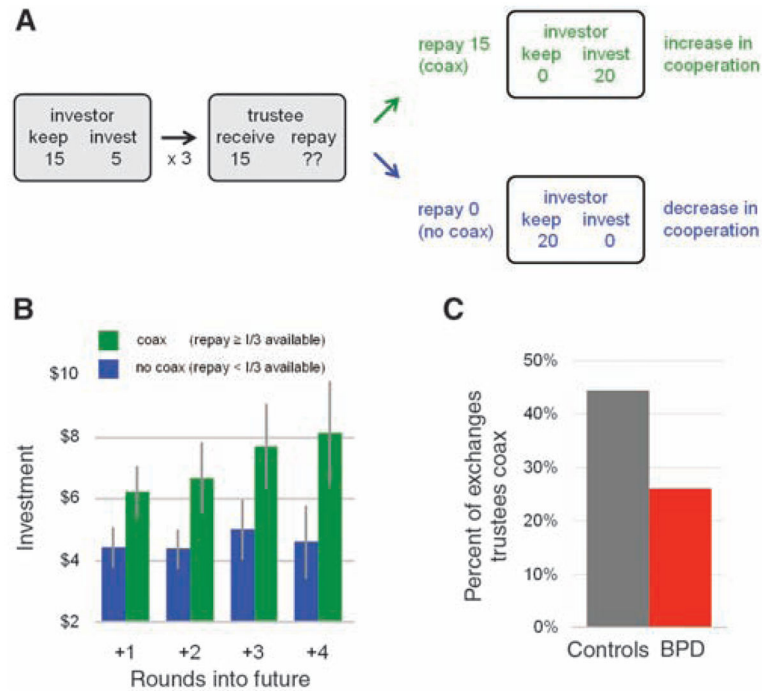 A
investor
keep invest
15 5
x 3
trustee
receive repay
15 ??
repay 15
(coax)
investor
keep invest
0 20
increase in
cooperation
repay 0
(no coax)
investor
keep invest
20 0
decrease in
cooperation
B
coax (repay ≥ I/3 available)
no coax (repay < I/3 available)
Investment
$10
$8
$6
$4
$2
+1 +2 +3 +4
Rounds into future
C
Percent of exchanges
trustees coax
50%
40%
30%
20%
10%
0%
Controls BPD